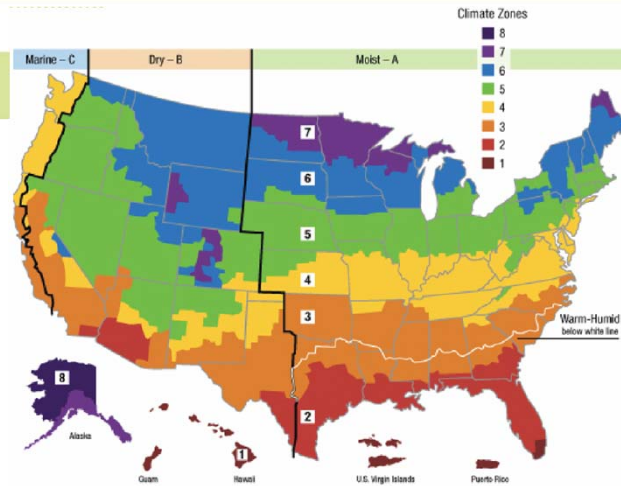 Climate Zones
8
7
6
5
4
3
2
1
Marine – C
Dry – B
Moist – A
7
6
5
4
3
Warm-Humid
below white line
2
8
1
Alaska
Guam
Hawaii
U.S. Virgin Islands
Puerto Rico